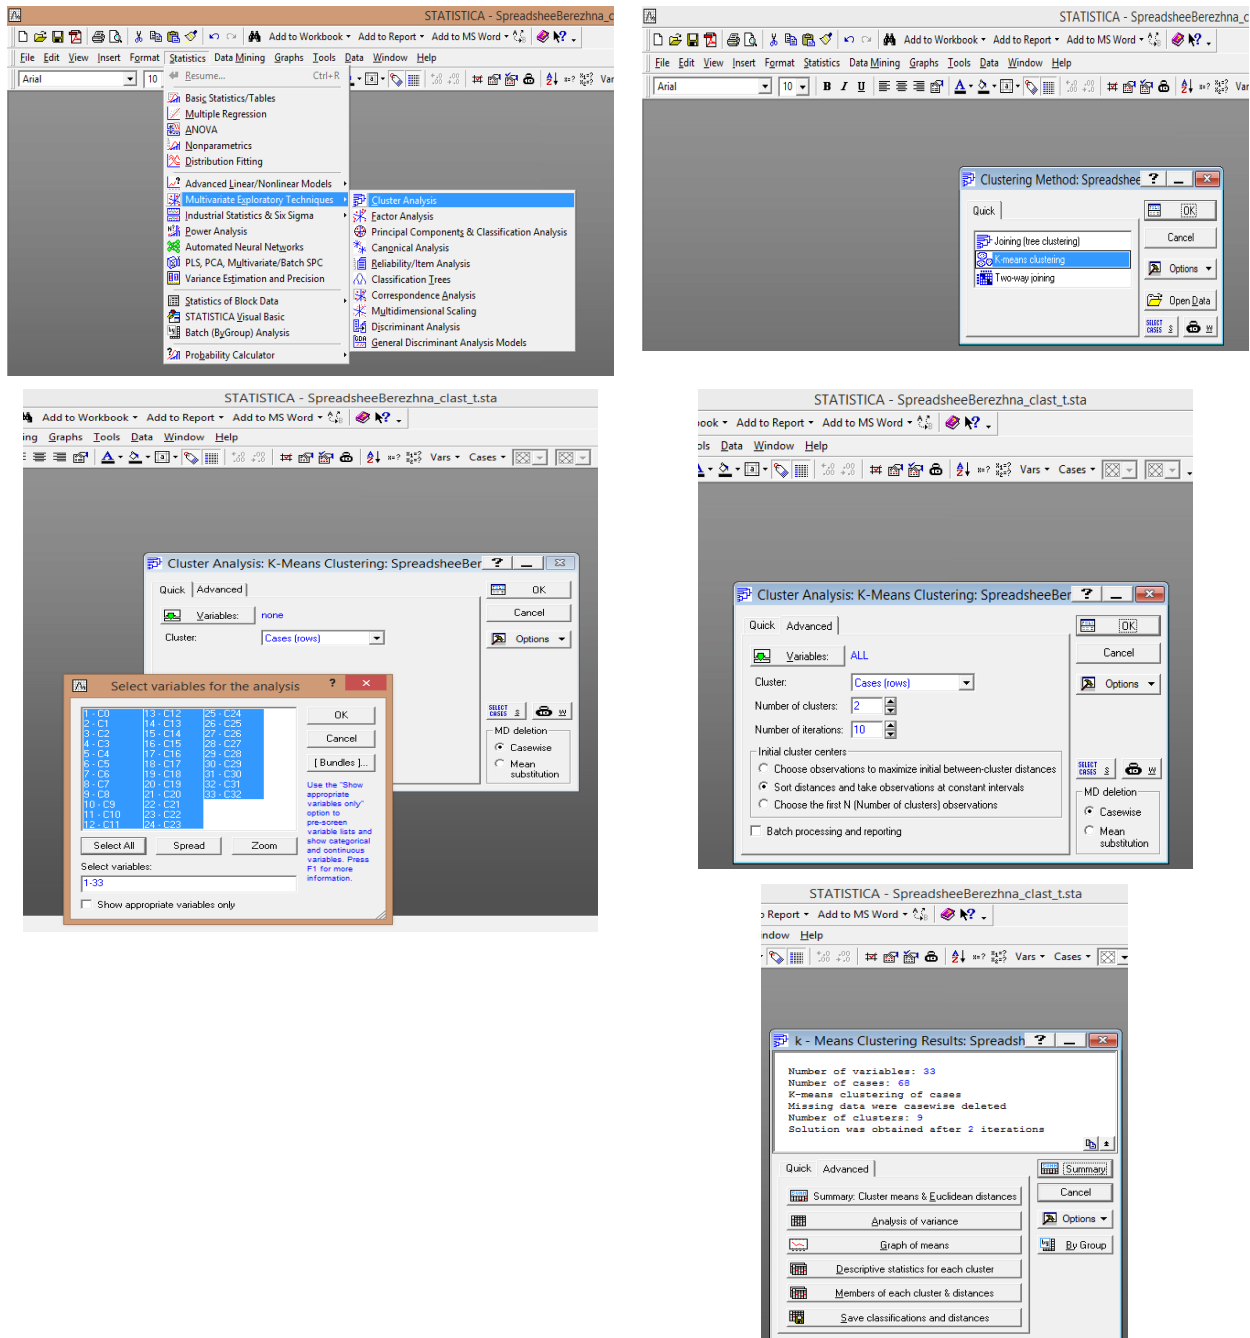 STATISTICA - SpreadsheeBerezhna_c
Add to Workbook Add to Report Add to MS Word
File Edit View Insert Format Statistics Data Mining Graphs Tools Data Window Help
Arial 10 Var
Resume... Ctrl+R
Basic Statistics/Tables
Multiple Regression
ANOVA
Nonparametrics
Distribution Fitting
Advanced Linear/Nonlinear Models
Multivariate Exploratory Techniques
Industrial Statistics & Six Sigma
Power Analysis
Automated Neural Networks
PLS, PCA, Multivariate/Batch SPC
Variance Estimation and Precision
Statistics of Block Data
STATISTICA Visual Basic
Batch (ByGroup) Analysis
Probability Calculator
Cluster Analysis
Factor Analysis
Principal Components & Classification Analysis
Canonical Analysis
Reliability/Item Analysis
Classification Trees
Correspondence Analysis
Multidimensional Scaling
Discriminant Analysis
General Discriminant Analysis Models
STATISTICA - SpreadsheeBerezhna_c
Add to Workbook Add to Report Add to MS Word
File Edit View Insert Format Statistics Data Mining Graphs Tools Data Window Help
Arial 10 B I U Var
Clustering Method: Spreadshee ?
Quick OK
Joining (tree clustering)
K-means clustering
Two-way joining
Cancel
Options
Open Data
SELECT CASES S W
STATISTICA - SpreadsheeBerezhna_clast_t.sta
Add to Workbook Add to Report Add to MS Word
ing Graphs Tools Data Window Help
Vars Cases
Cluster Analysis: K-Means Clustering: SpreadsheeBer ?
Quick Advanced OK
Variables: none Cancel
Cluster: Cases (rows) Options
SELECT CASES S W
MD deletion
Casewise
Mean
substitution
Select variables for the analysis ?
1 - C0 13 - C12 25 - C24
2 - C1 14 - C13 26 - C25
3 - C2 15 - C14 27 - C26
4 - C3 16 - C15 28 - C27
5 - C4 17 - C16 29 - C28
6 - C5 18 - C17 30 - C29
7 - C6 19 - C18 31 - C30
8 - C7 20 - C19 32 - C31
9 - C8 21 - C20 33 - C32
10 - C9 22 - C21
11 - C10 23 - C22
12 - C11 24 - C23
OK
Cancel
[ Bundles ]...
Use the "Show
appropriate
variables only"
option to
pre-screen
variable lists and
show categorical
and continuous
variables. Press
F1 for more
information.
Select All Spread Zoom
Select variables:
1-33
Show appropriate variables only
STATISTICA - SpreadsheeBerezhna_clast_t.sta
ook Add to Report Add to MS Word
ols Data Window Help
Vars Cases
Cluster Analysis: K-Means Clustering: SpreadsheeBer ?
Quick Advanced OK
Variables: ALL Cancel
Cluster: Cases (rows) Options
Number of clusters: 2
Number of iterations: 10
Initial cluster centers
Choose observations to maximize initial between-cluster distances
Sort distances and take observations at constant intervals
Choose the first N (Number of clusters) observations
Batch processing and reporting
SELECT CASES S W
MD deletion
Casewise
Mean
substitution
STATISTICA - SpreadsheeBerezhna_clast_t.sta
Report Add to MS Word
indow Help
Vars Cases
k - Means Clustering Results: Spreadsh ?
Number of variables: 33
Number of cases: 68
K-means clustering of cases
Missing data were casewise deleted
Number of clusters: 9
Solution was obtained after 2 iterations
Quick Advanced Summary
Summary: Cluster means & Euclidean distances Cancel
Analysis of variance Options
Graph of means By Group
Descriptive statistics for each cluster
Members of each cluster & distances
Save classifications and distances